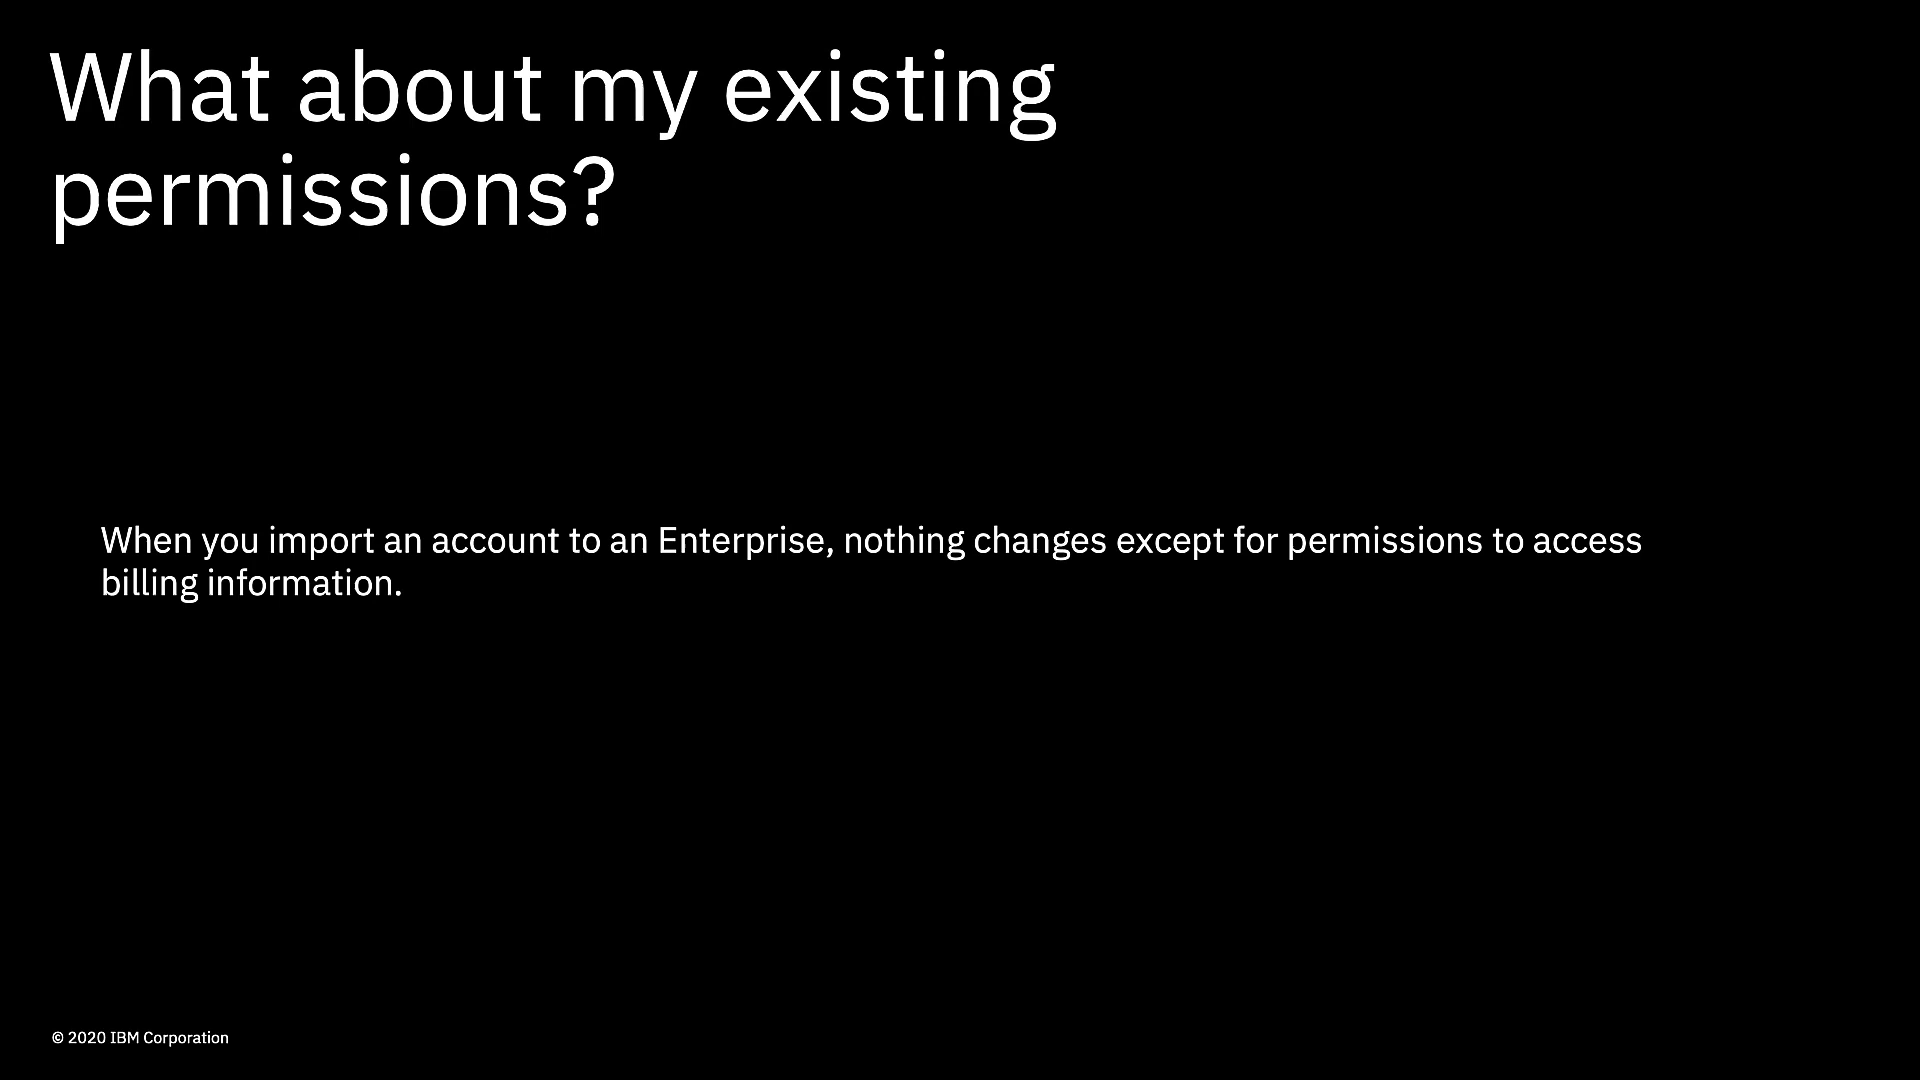 What about my existing
permissions?
When you import an account to an Enterprise, nothing changes except for permissions to access
billing information.
© 2020 IBM Corporation